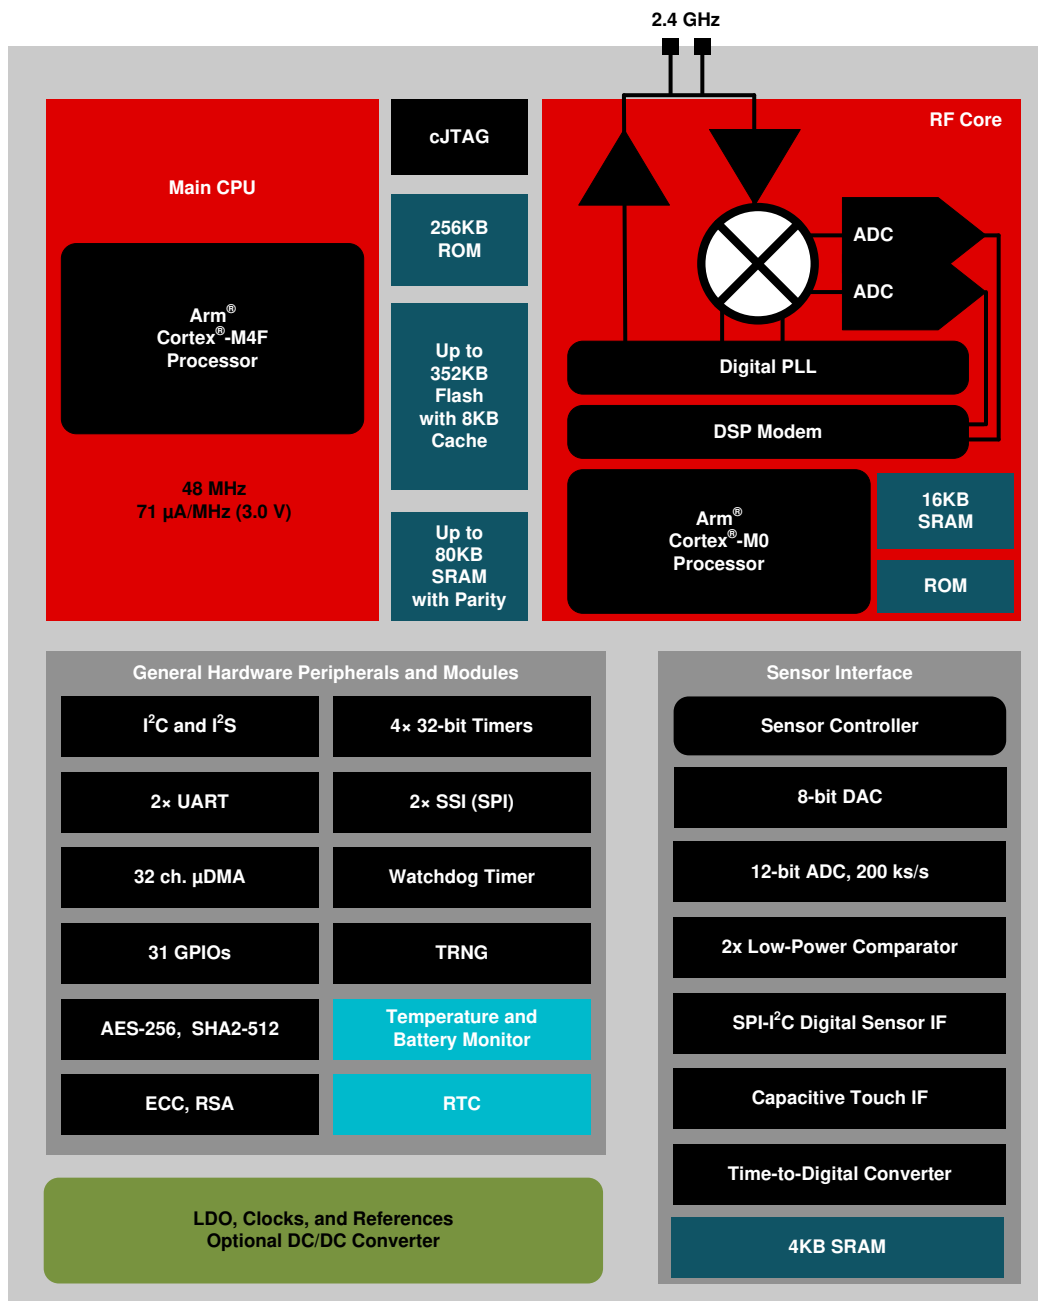 2.4 GHz
Main CPU
Arm®
Cortex®-M4F
Processor
48 MHz
71 µA/MHz (3.0 V)
cJTAG
256KB
ROM
Up to
352KB
Flash
with 8KB
Cache
Up to
80KB
SRAM
with Parity
RF Core
ADC
ADC
Digital PLL
DSP Modem
Arm®
Cortex®-M0
Processor
16KB
SRAM
ROM
General Hardware Peripherals and Modules
I²C and I²S
4× 32-bit Timers
2× UART
2× SSI (SPI)
32 ch. µDMA
Watchdog Timer
31 GPIOs
TRNG
AES-256, SHA2-512
Temperature and
Battery Monitor
ECC, RSA
RTC
LDO, Clocks, and References
Optional DC/DC Converter
Sensor Interface
Sensor Controller
8-bit DAC
12-bit ADC, 200 ks/s
2x Low-Power Comparator
SPI-I²C Digital Sensor IF
Capacitive Touch IF
Time-to-Digital Converter
4KB SRAM